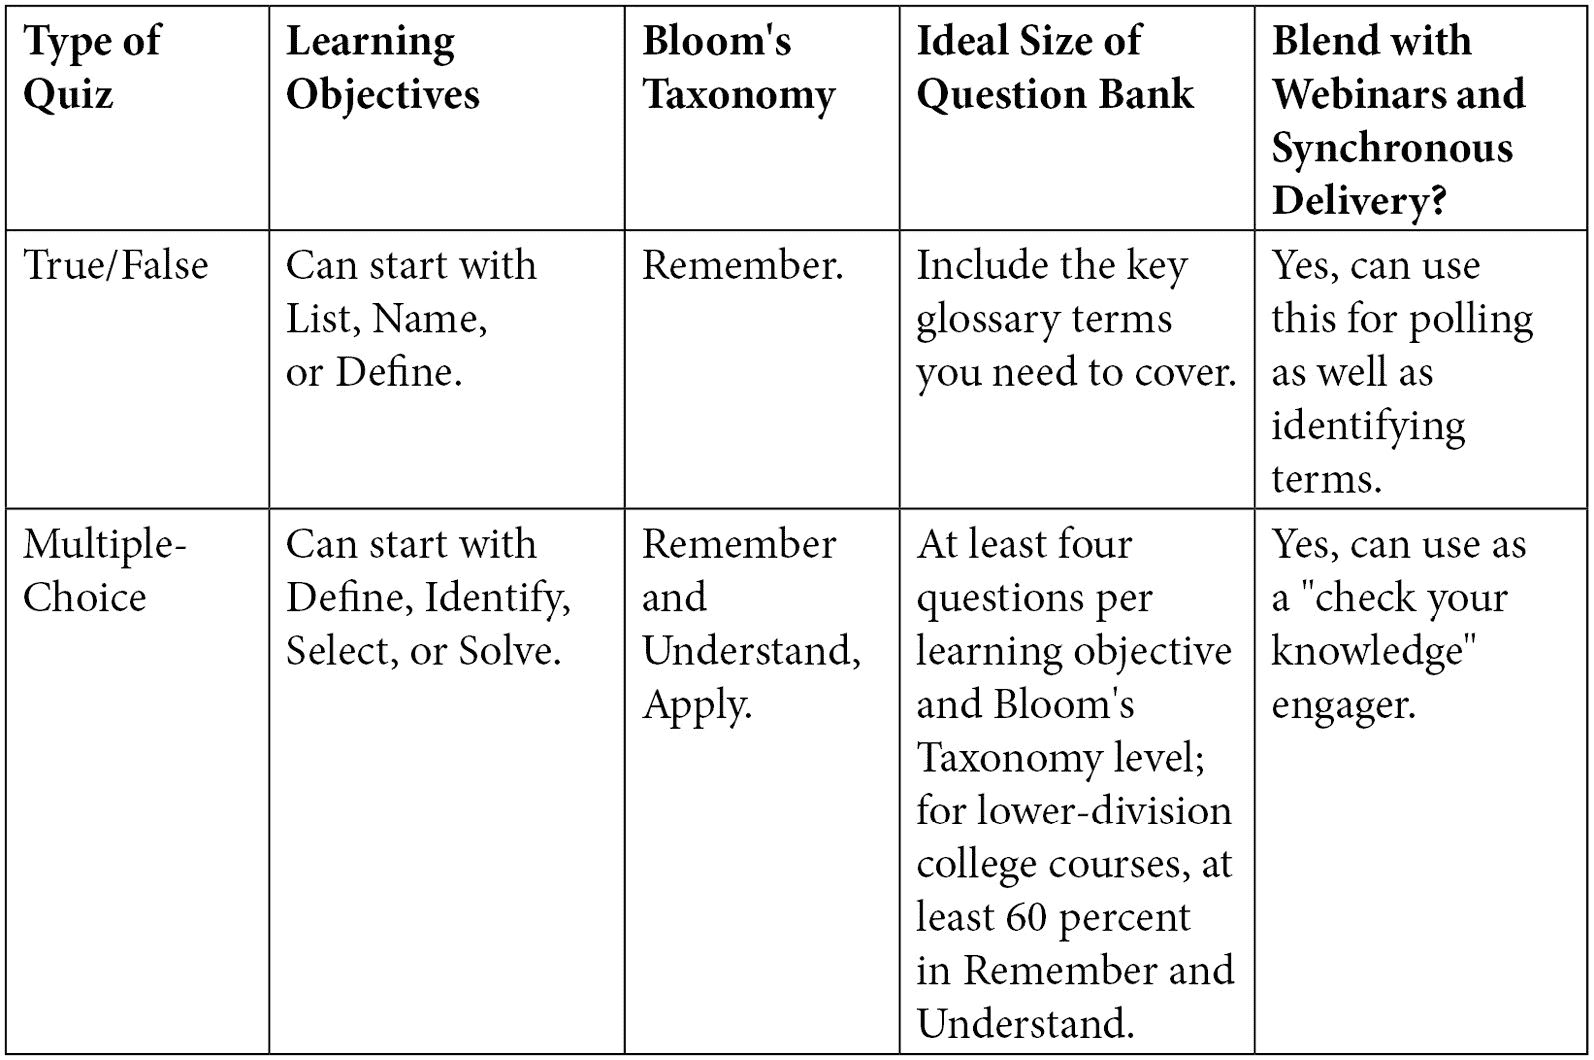 Type of
Quiz
Learning
Objectives
Bloom's
Taxonomy
Ideal Size of
Question Bank
Blend with
Webinars and
Synchronous
Delivery?
True/False
Can start with
List, Name,
or Define.
Remember.
Include the key
glossary terms
you need to cover.
Yes, can use
this for polling
as well as
identifying
terms.
Multiple-
Choice
Can start with
Define, Identify,
Select, or Solve.
Remember
and
Understand,
Apply.
At least four
questions per
learning objective
and Bloom's
Taxonomy level;
for lower-division
college courses, at
least 60 percent
in Remember and
Understand.
Yes, can use as
a "check your
knowledge"
engager.